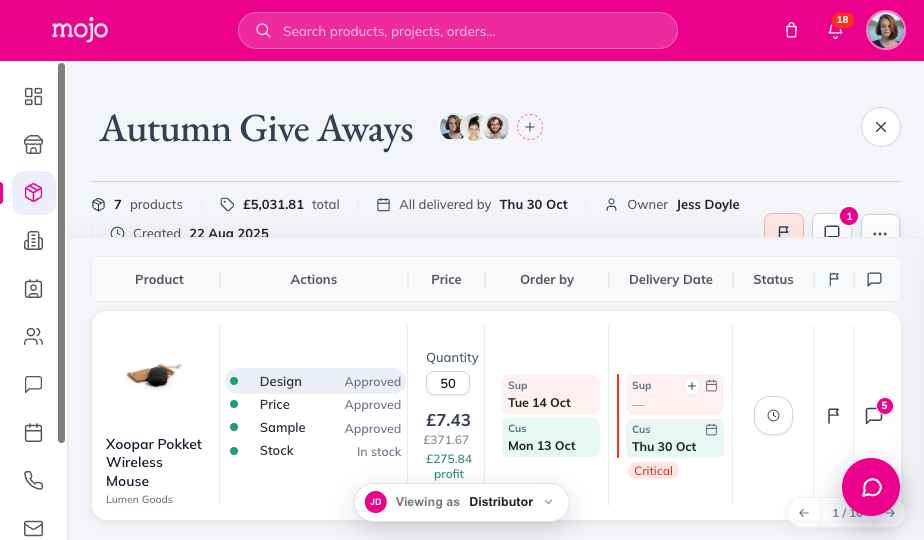 mojo
Search products, projects, orders...
18
Autumn Give Aways
7 products
£5,031.81 total
All delivered by Thu 30 Oct
Owner Jess Doyle
Created 22 Aug 2025
1
Product Actions Price Order by Delivery Date Status
Xoopar Pokket
Wireless
Mouse
Lumen Goods
Design Approved
Price Approved
Sample Approved
Stock In stock
Quantity
50
£7.43
£371.67
£275.84
profit
Sup
Tue 14 Oct
Cus
Mon 13 Oct
Sup
—
Cus
Thu 30 Oct
Critical
5
JD Viewing as Distributor
1 /